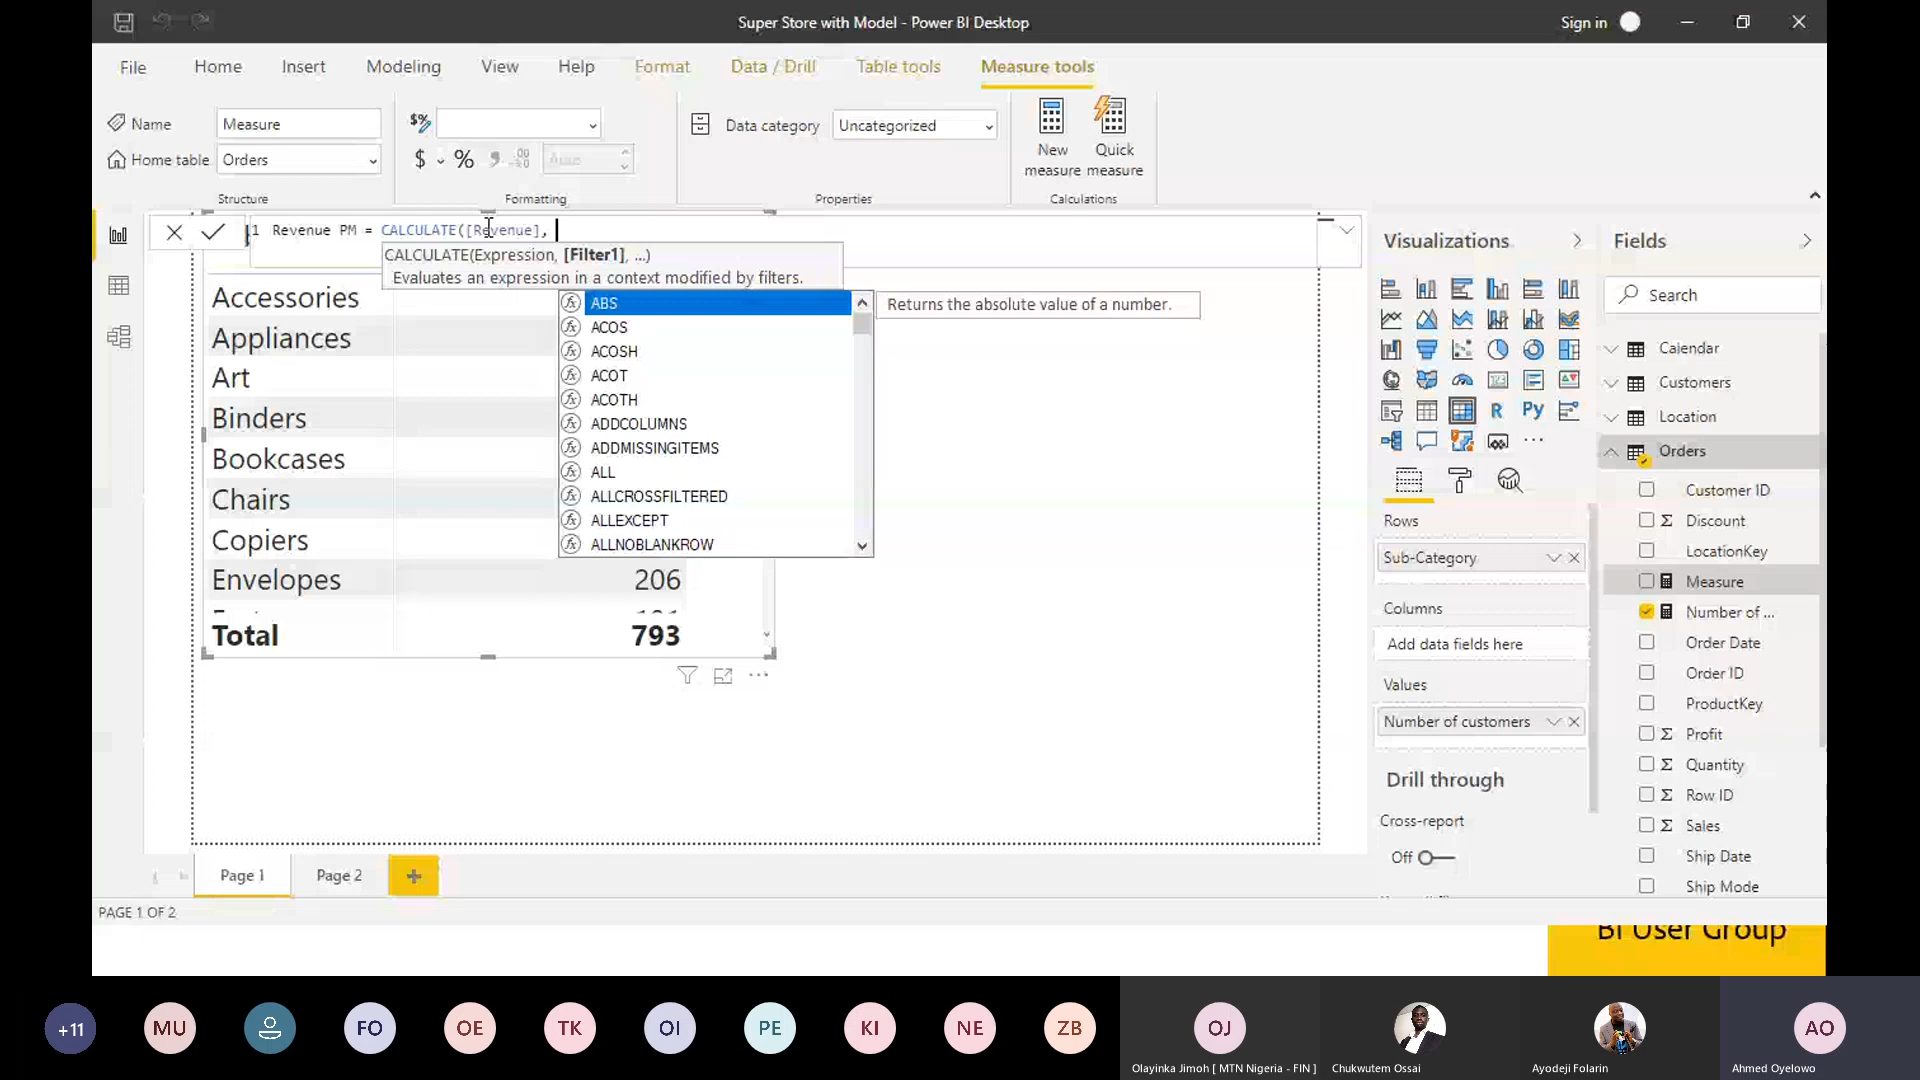 Super Store with Model - Power BI Desktop
Sign in
File
Home
Insert
Modeling
View
Help
Format
Data / Drill
Table tools
Measure tools
Name
Measure
Home table
Orders
Structure
$%
$
%
Auto
Formatting
Data category
Uncategorized
Properties
New measure
Quick measure
Calculations
1 Revenue PM = CALCULATE([Revenue],
CALCULATE(Expression, [Filter1], ...)
Evaluates an expression in a context modified by filters.
ABS
Returns the absolute value of a number.
ACOS
ACOSH
ACOT
ACOTH
ADDCOLUMNS
ADDMISSINGITEMS
ALL
ALLCROSSFILTERED
ALLEXCEPT
ALLNOBLANKROW
Accessories
Appliances
Art
Binders
Bookcases
Chairs
Copiers
Envelopes 206
Total 793
Visualizations
R
Py
Rows
Sub-Category
Columns
Add data fields here
Values
Number of customers
Drill through
Cross-report
Off
Fields
Search
Calendar
Customers
Location
Orders
Customer ID
Discount
LocationKey
Measure
Number of ...
Order Date
Order ID
ProductKey
Profit
Quantity
Row ID
Sales
Ship Date
Ship Mode
Page 1
Page 2
PAGE 1 OF 2
BI User Group
+11
MU
FO
OE
TK
OI
PE
KI
NE
ZB
OJ
AO
Olayinka Jimoh [ MTN Nigeria - FIN ]
Chukwutem Ossai
Ayodeji Folarin
Ahmed Oyelowo